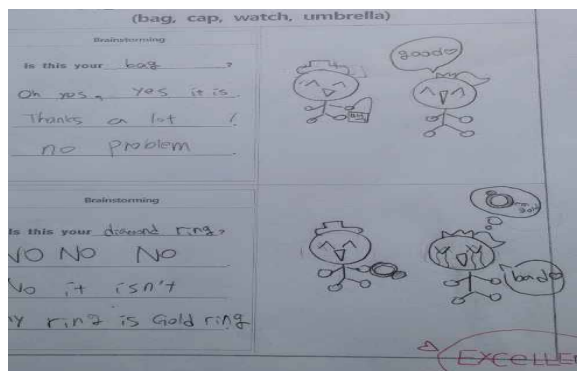 (bag, cap, watch, umbrella)
Brainstorming
Is this your bag ?
Oh yes, yes it is
Thanks a lot !
no problem
good
BAG
Brainstorming
Is this your diamond ring?
NO NO NO
No it isn't
ring is Gold ring
bad
EXCELLE